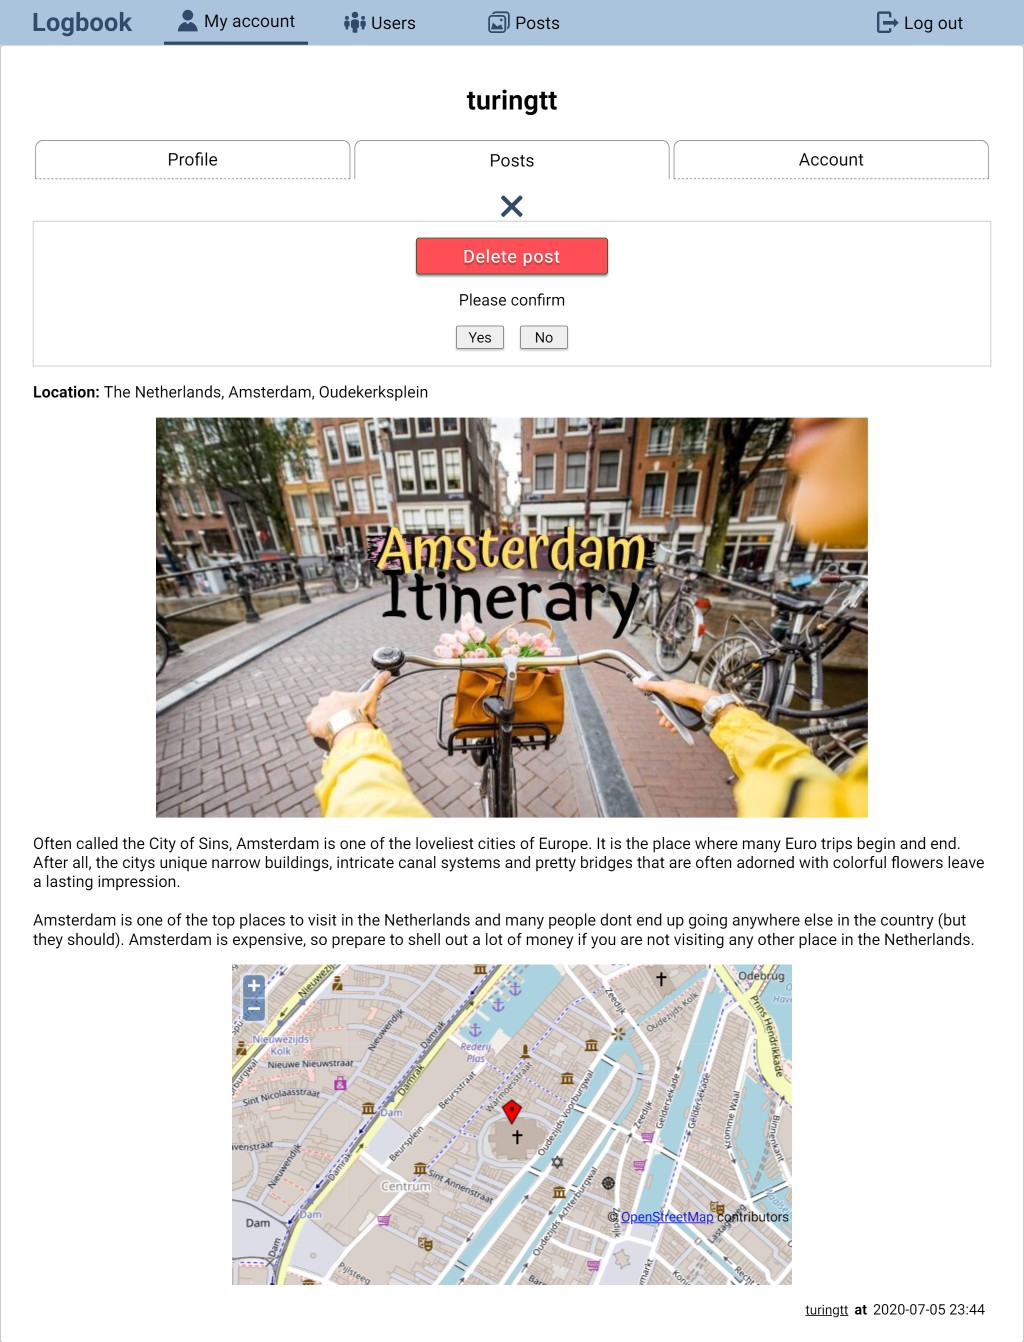 Logbook My account Users Posts Log out
turingtt
Profile Posts Account
Delete post
Please confirm
Yes No
Location: The Netherlands, Amsterdam, Oudekerksplein
Amsterdam
Itinerary
Often called the City of Sins, Amsterdam is one of the loveliest cities of Europe. It is the place where many Euro trips begin and end.
After all, the citys unique narrow buildings, intricate canal systems and pretty bridges that are often adorned with colorful flowers leave
a lasting impression.
Amsterdam is one of the top places to visit in the Netherlands and many people dont end up going anywhere else in the country (but
they should). Amsterdam is expensive, so prepare to shell out a lot of money if you are not visiting any other place in the Netherlands.
+
−
Nieuwezijds
Kolk
Nieuwe Nieuwstraat
Sint Nicolaasstraat
Nieuwendijk
Nieuwendijk
Damrak
Damrak
Damrak
Dam
Dam
Dam
Dam
Rederij
Plas
Beursstraat
Warmoesstraat
Beursplein
Sint Annenstraat
Centrum
Pijlsteeg
Zeedijk
Zeedijk
Oudezijds Kolk
Oudezijds Voorburgwal
Oudezijds Achterburgwal
Geldersekade
Geldersekade
Odebrug
Prins Hendrikkade
Kromme Waal
Binnenkant
© OpenStreetMap contributors
turingtt at 2020-07-05 23:44